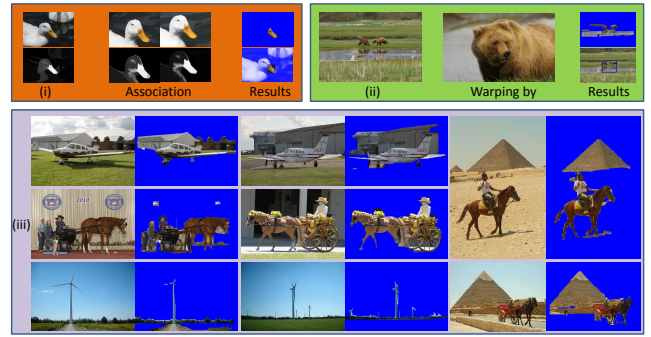 (i) Association Results
(ii) Warping by Results
(iii)
2010